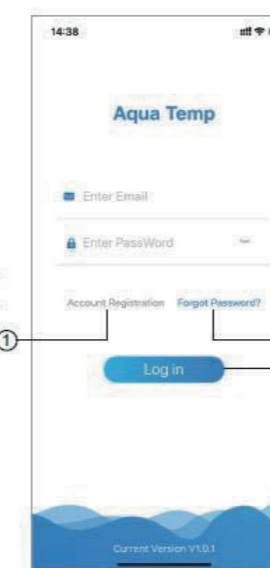 14:38
Aqua Temp
Enter Email
Enter PassWord
Account Registration Forgot Password?
1
Log in
Current Version V1.0.1